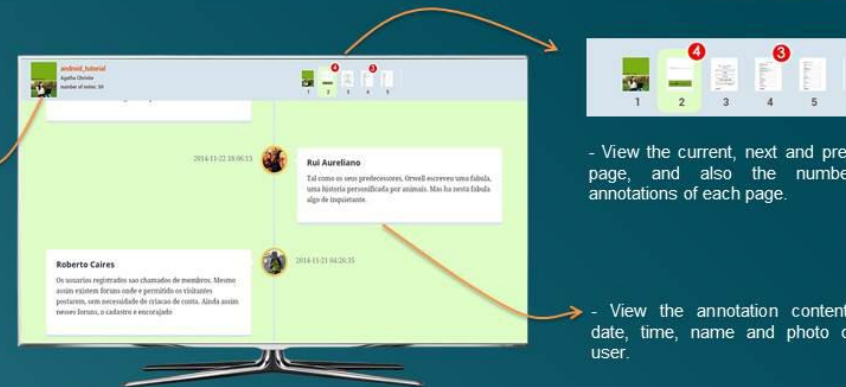 android_tutorial
Agatha Christie
number of notes: 59
4
3
1 2 3 4 5
2014-11-22 18:06:13
Rui Aureliano
Tal como os seus predecessores, Orwell escreveu uma fabula,
uma historia personificada por animais. Mas ha nesta fabula
algo de inquietante.
Roberto Caires
Os usuarios registrados sao chamados de membros. Mesmo
assim existem foruns onde e permitido os visitantes
postarem, sem necessidade de criacao de conta. Ainda assim
nesses foruns, o cadastro e encorajado
2014-11-21 04:26:35
4
3
1 2 3 4 5
- View the current, next and pre
page, and also the numbe
annotations of each page.
- View the annotation content
date, time, name and photo o
user.